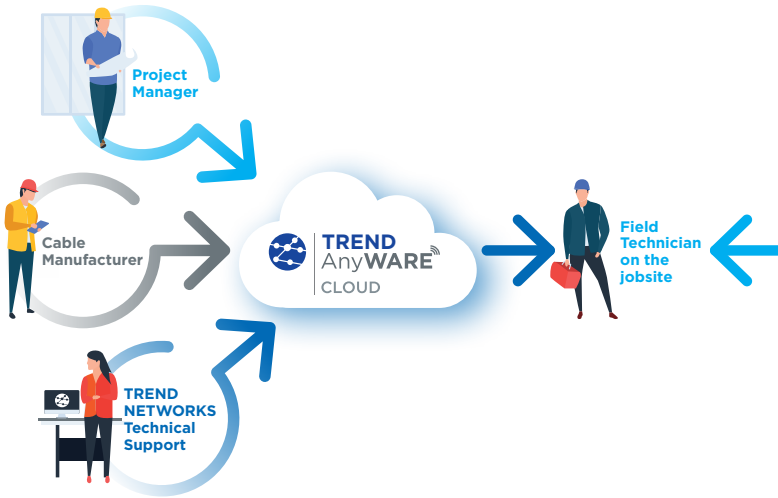 Project
Manager
Cable
Manufacturer
TREND
NETWORKS
Technical
Support
TREND
AnyWARE
CLOUD
Field
Technician
on the
jobsite